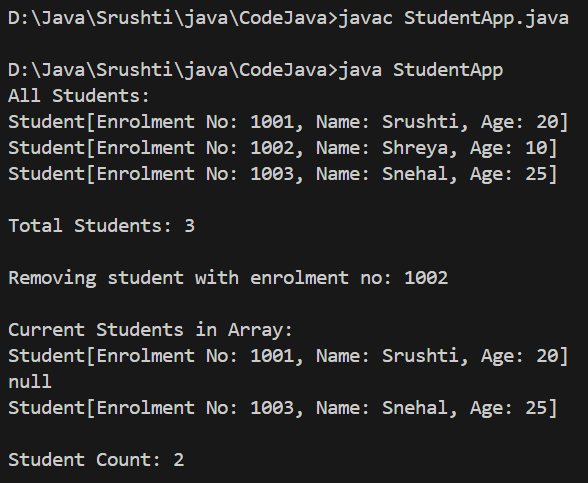 D:\Java\Srushti\java\CodeJava>javac StudentApp.java
D:\Java\Srushti\java\CodeJava>java StudentApp
All Students:
Student[Enrolment No: 1001, Name: Srushti, Age: 20]
Student[Enrolment No: 1002, Name: Shreya, Age: 10]
Student[Enrolment No: 1003, Name: Snehal, Age: 25]
Total Students: 3
Removing student with enrolment no: 1002
Current Students in Array:
Student[Enrolment No: 1001, Name: Srushti, Age: 20]
null
Student[Enrolment No: 1003, Name: Snehal, Age: 25]
Student Count: 2